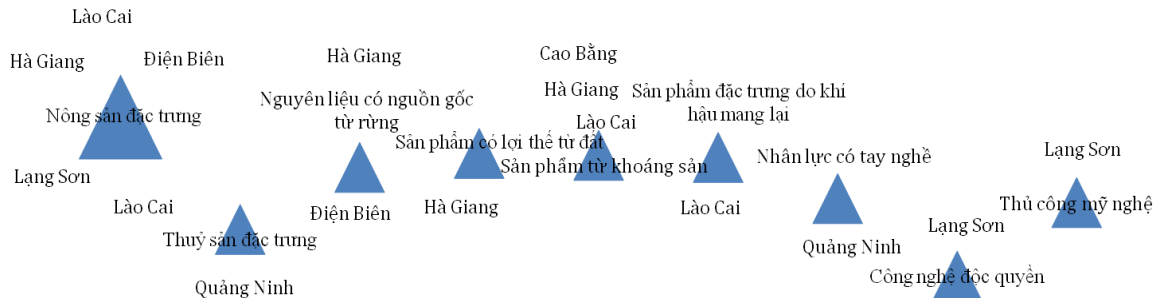 Lào Cai
Hà Giang
Điện Biên
Nông sản đặc trưng
Lạng Sơn
Lào Cai
Thuỷ sản đặc trưng
Quảng Ninh
Hà Giang
Nguyên liệu có nguồn gốc
từ rừng
Điện Biên
Sản phẩm có lợi thế từ đất
Hà Giang
Cao Bằng
Hà Giang
Lào Cai
Sản phẩm từ khoáng sản
Sản phẩm đặc trưng do khí
hậu mang lại
Lào Cai
Nhân lực có tay nghề
Quảng Ninh
Lạng Sơn
Công nghệ độc quyền
Lạng Sơn
Thủ công mỹ nghệ